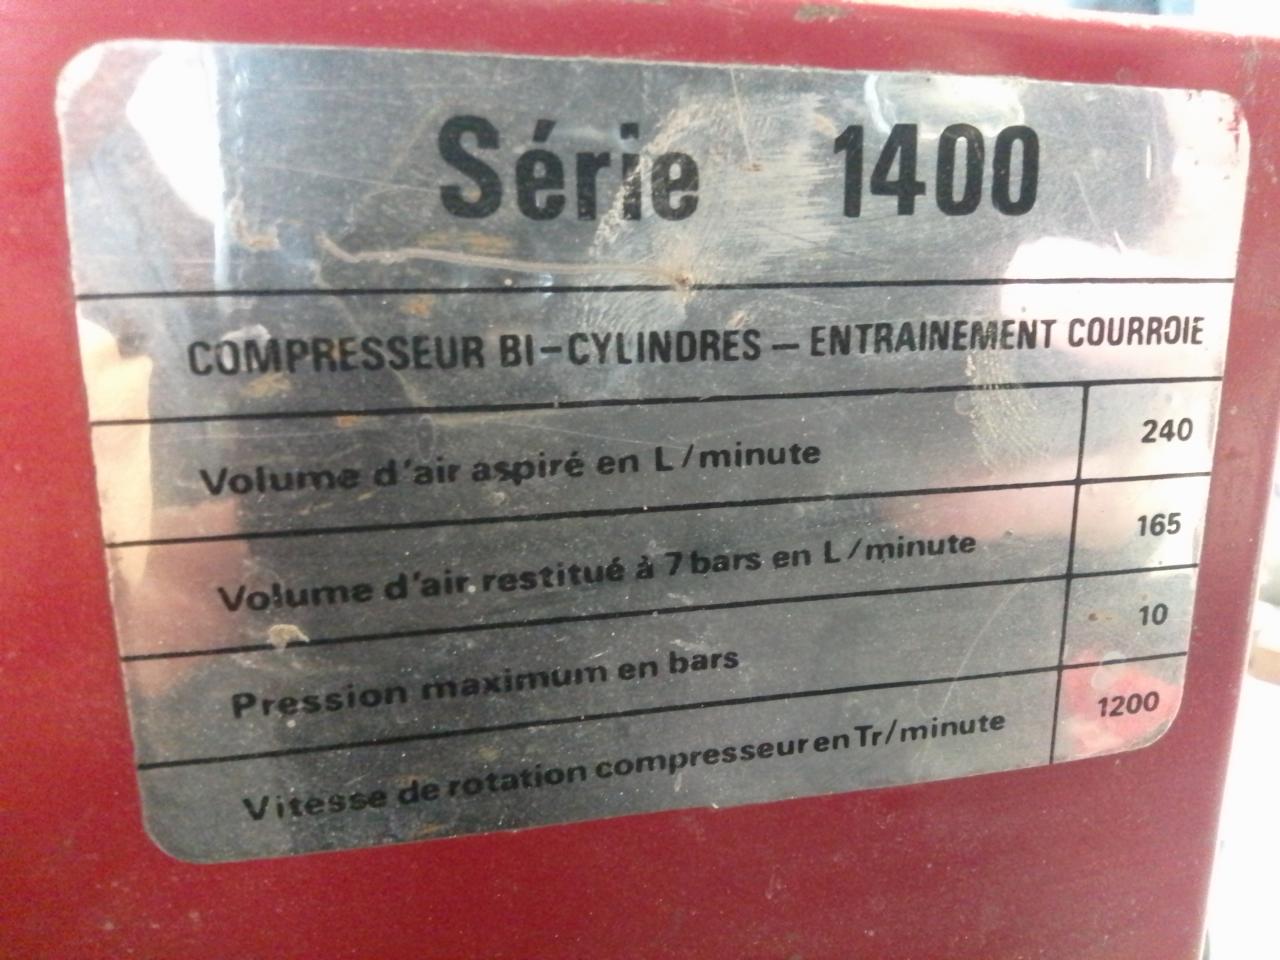 Série 1400
COMPRESSEUR BI-CYLINDRES — ENTRAINEMENT COURROIE
Volume d'air aspiré en L/minute 240
Volume d'air restitué à 7 bars en L/minute 165
Pression maximum en bars 10
Vitesse de rotation compresseur en Tr/minute 1200